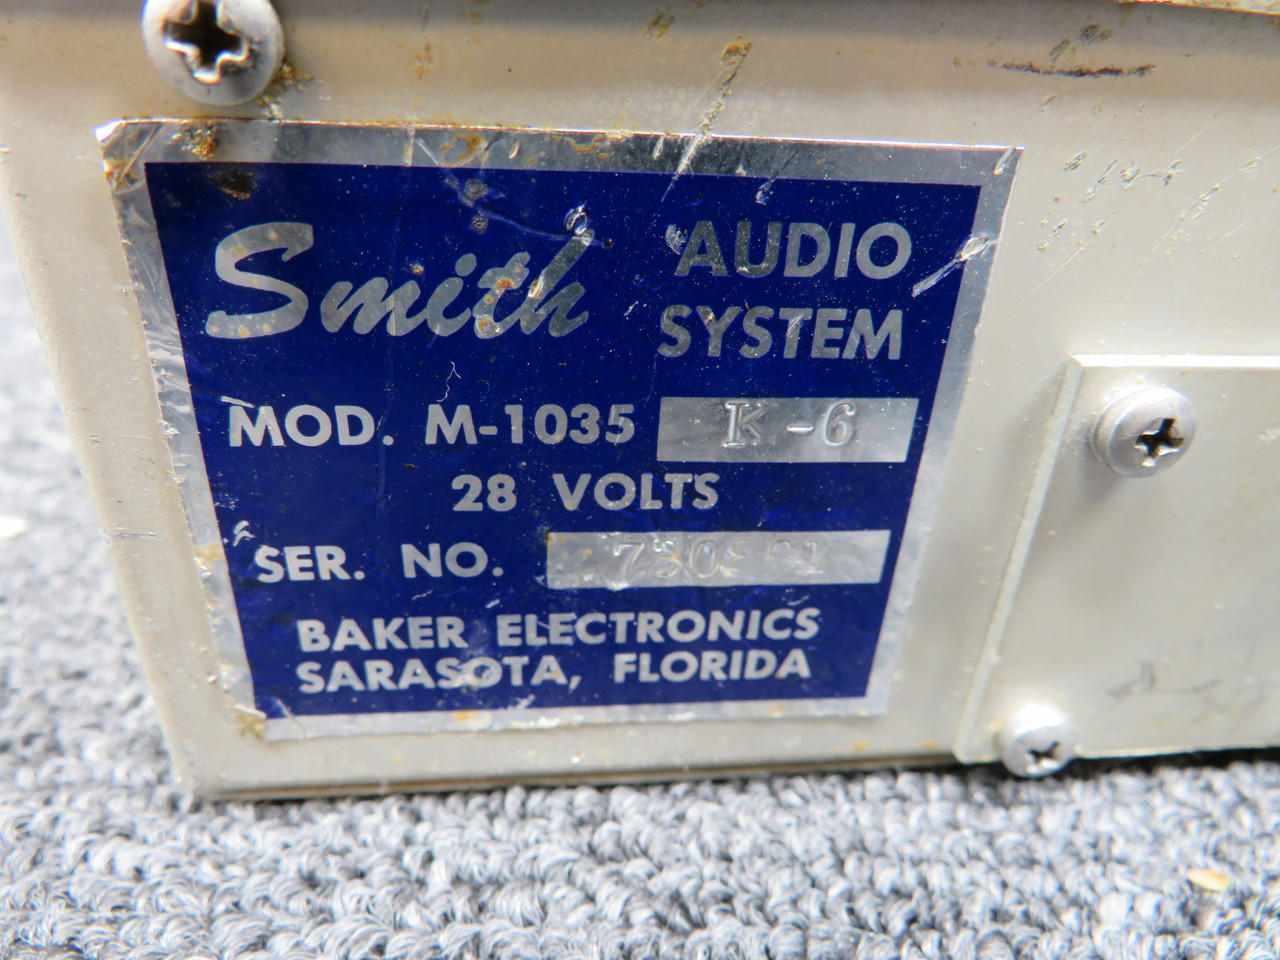 Smith AUDIO SYSTEM
MOD. M-1035 K-6
28 VOLTS
SER. NO.
BAKER ELECTRONICS
SARASOTA, FLORIDA